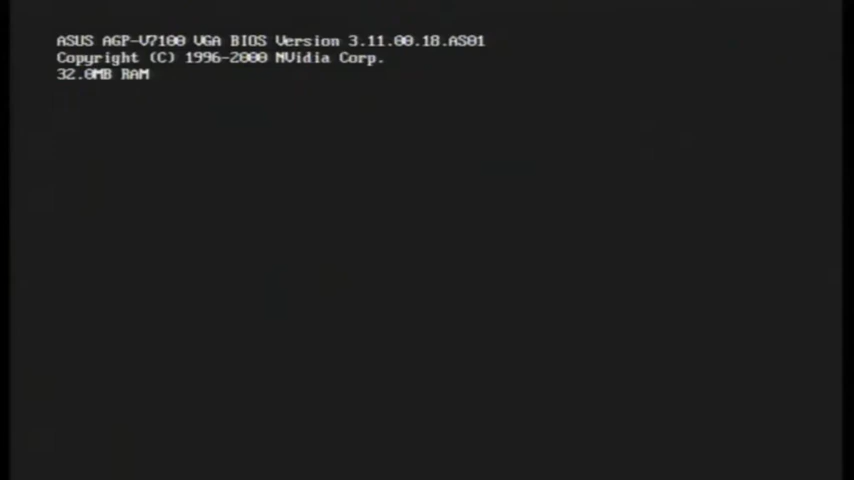 ASUS AGP-V7100 VGA BIOS Version 3.11.00.18.AS01
Copyright (C) 1996-2000 NVidia Corp.
32.0MB RAM